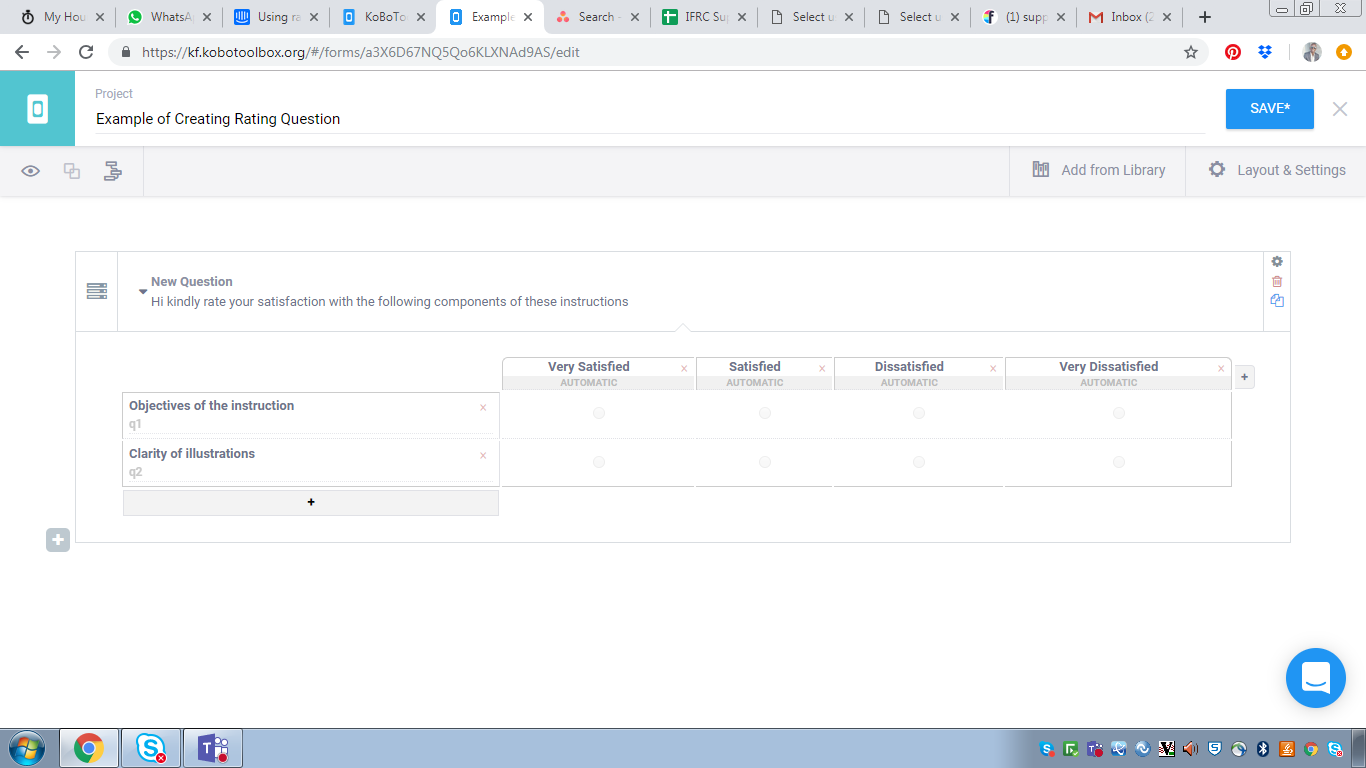 My Hou
WhatsA
Using ra
KoBoToo
Example
Search -
IFRC Sup
Select u
Select u
(1) supp
Inbox (2
https://kf.kobotoolbox.org/#/forms/a3X6D67NQ5Qo6KLXNAd9AS/edit
Project
Example of Creating Rating Question
SAVE*
Add from Library
Layout & Settings
New Question
Hi kindly rate your satisfaction with the following components of these instructions
Very Satisfied
Satisfied
Dissatisfied
Very Dissatisfied
AUTOMATIC
AUTOMATIC
AUTOMATIC
AUTOMATIC
+
Objectives of the instruction
q1
Clarity of illustrations
q2
+